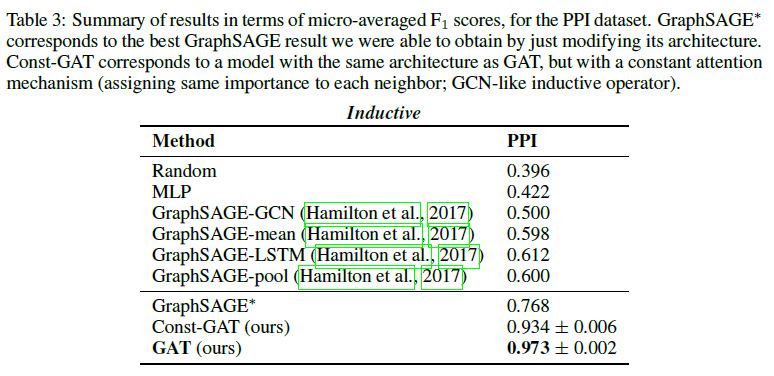 Table 3: Summary of results in terms of micro-averaged F₁ scores, for the PPI dataset. GraphSAGE*
corresponds to the best GraphSAGE result we were able to obtain by just modifying its architecture.
Const-GAT corresponds to a model with the same architecture as GAT, but with a constant attention
mechanism (assigning same importance to each neighbor; GCN-like inductive operator).
Inductive
Method PPI
Random 0.396
MLP 0.422
GraphSAGE-GCN (Hamilton et al., 2017) 0.500
GraphSAGE-mean (Hamilton et al., 2017) 0.598
GraphSAGE-LSTM (Hamilton et al., 2017) 0.612
GraphSAGE-pool (Hamilton et al., 2017) 0.600
GraphSAGE* 0.768
Const-GAT (ours) 0.934 ± 0.006
GAT (ours) 0.973 ± 0.002